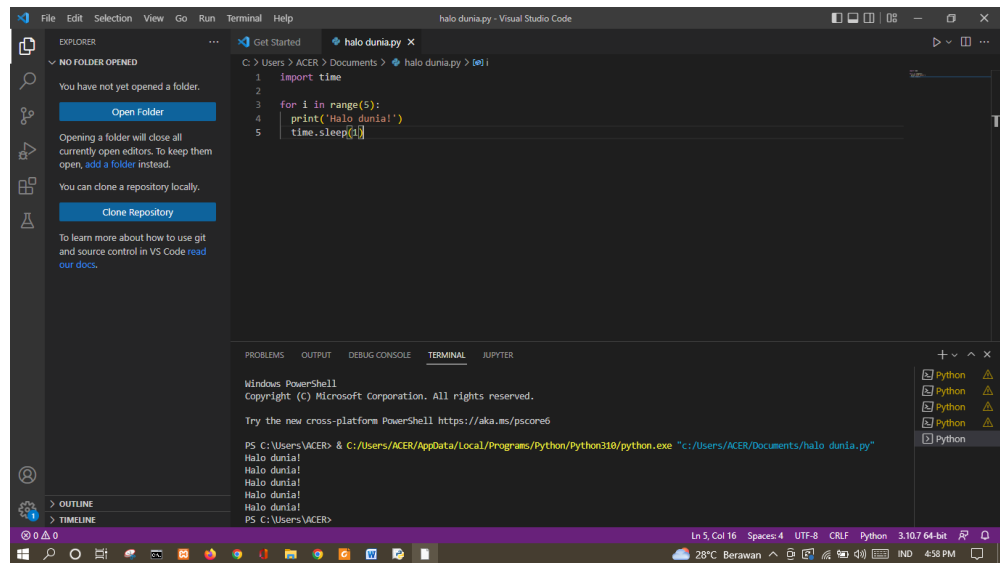 File Edit Selection View Go Run Terminal Help
halo dunia.py - Visual Studio Code
EXPLORER
NO FOLDER OPENED
You have not yet opened a folder.
Open Folder
Opening a folder will close all
currently open editors. To keep them
open, add a folder instead.
You can clone a repository locally.
Clone Repository
To learn more about how to use git
and source control in VS Code read
our docs.
OUTLINE
TIMELINE
Get Started halo dunia.py
C: > Users > ACER > Documents > halo dunia.py > i
1 import time
2
3 for i in range(5):
4 print('Halo dunia!')
5 time.sleep(1)
PROBLEMS OUTPUT DEBUG CONSOLE TERMINAL JUPYTER
Windows PowerShell
Copyright (C) Microsoft Corporation. All rights reserved.
Try the new cross-platform PowerShell https://aka.ms/pscore6
PS C:\Users\ACER> & C:/Users/ACER/AppData/Local/Programs/Python/Python310/python.exe "c:/Users/ACER/Documents/halo dunia.py"
Halo dunia!
Halo dunia!
Halo dunia!
Halo dunia!
Halo dunia!
PS C:\Users\ACER>
Python
Python
Python
Python
Python
0 0
Ln 5, Col 16 Spaces: 4 UTF-8 CRLF Python 3.10.7 64-bit
28°C Berawan IND 4:58 PM